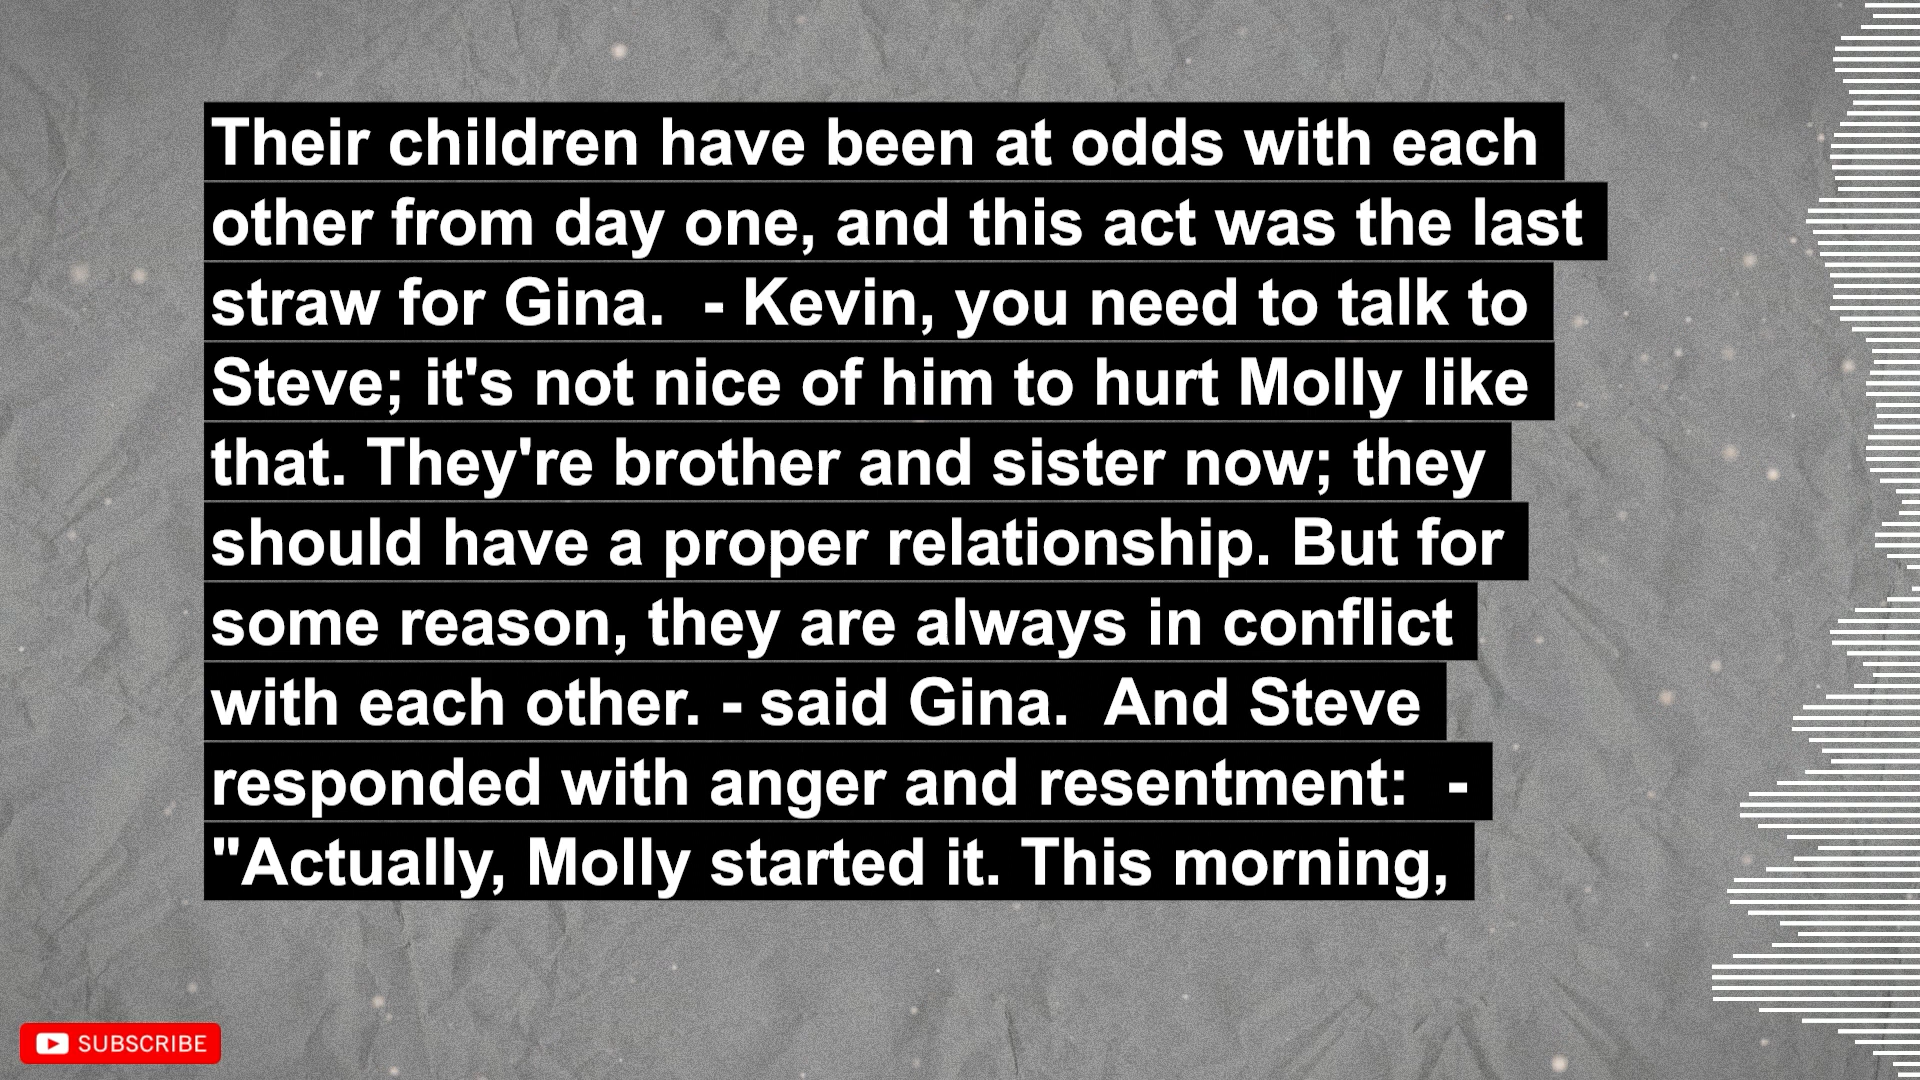 Their children have been at odds with each
other from day one, and this act was the last
straw for Gina.  - Kevin, you need to talk to
Steve; it's not nice of him to hurt Molly like
that. They're brother and sister now; they
should have a proper relationship. But for
some reason, they are always in conflict
with each other. - said Gina.  And Steve
responded with anger and resentment:  -
"Actually, Molly started it. This morning,
SUBSCRIBE